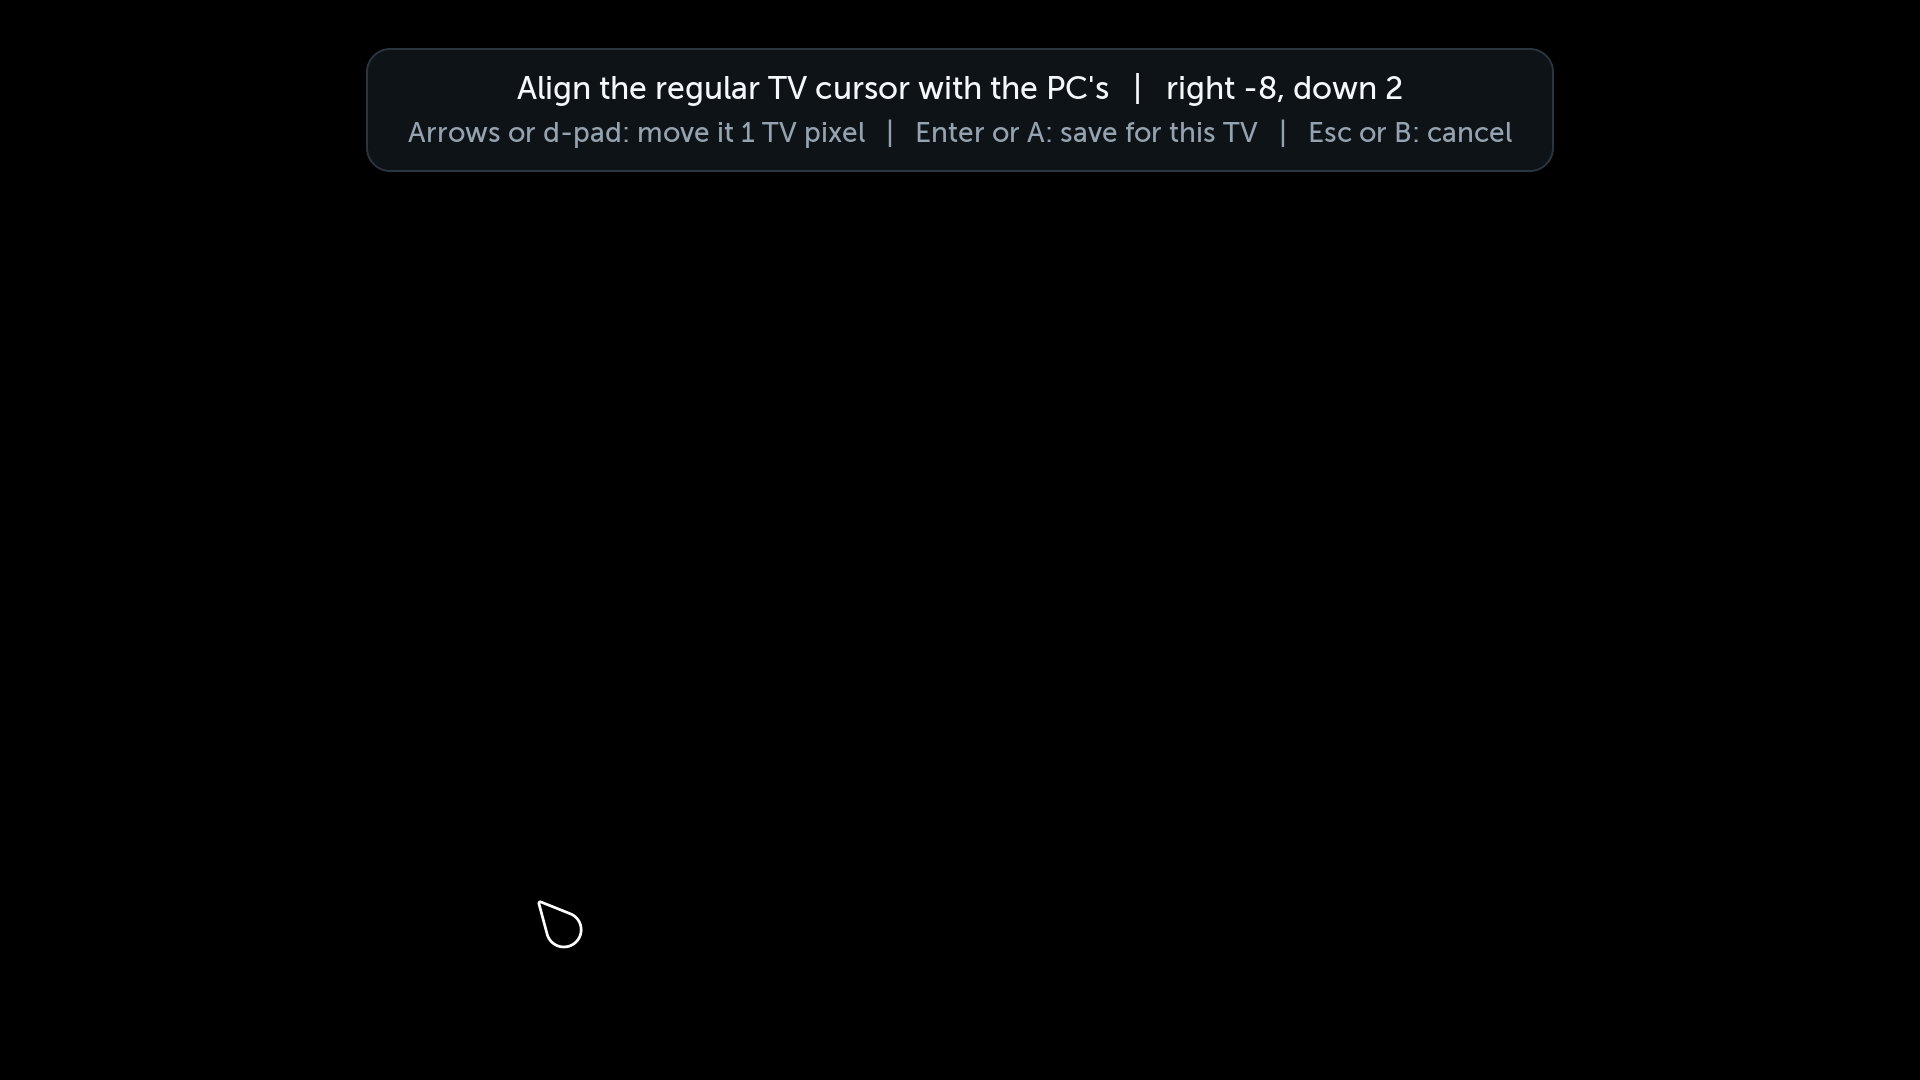 Align the regular TV cursor with the PC's | right -8, down 2
Arrows or d-pad: move it 1 TV pixel | Enter or A: save for this TV | Esc or B: cancel